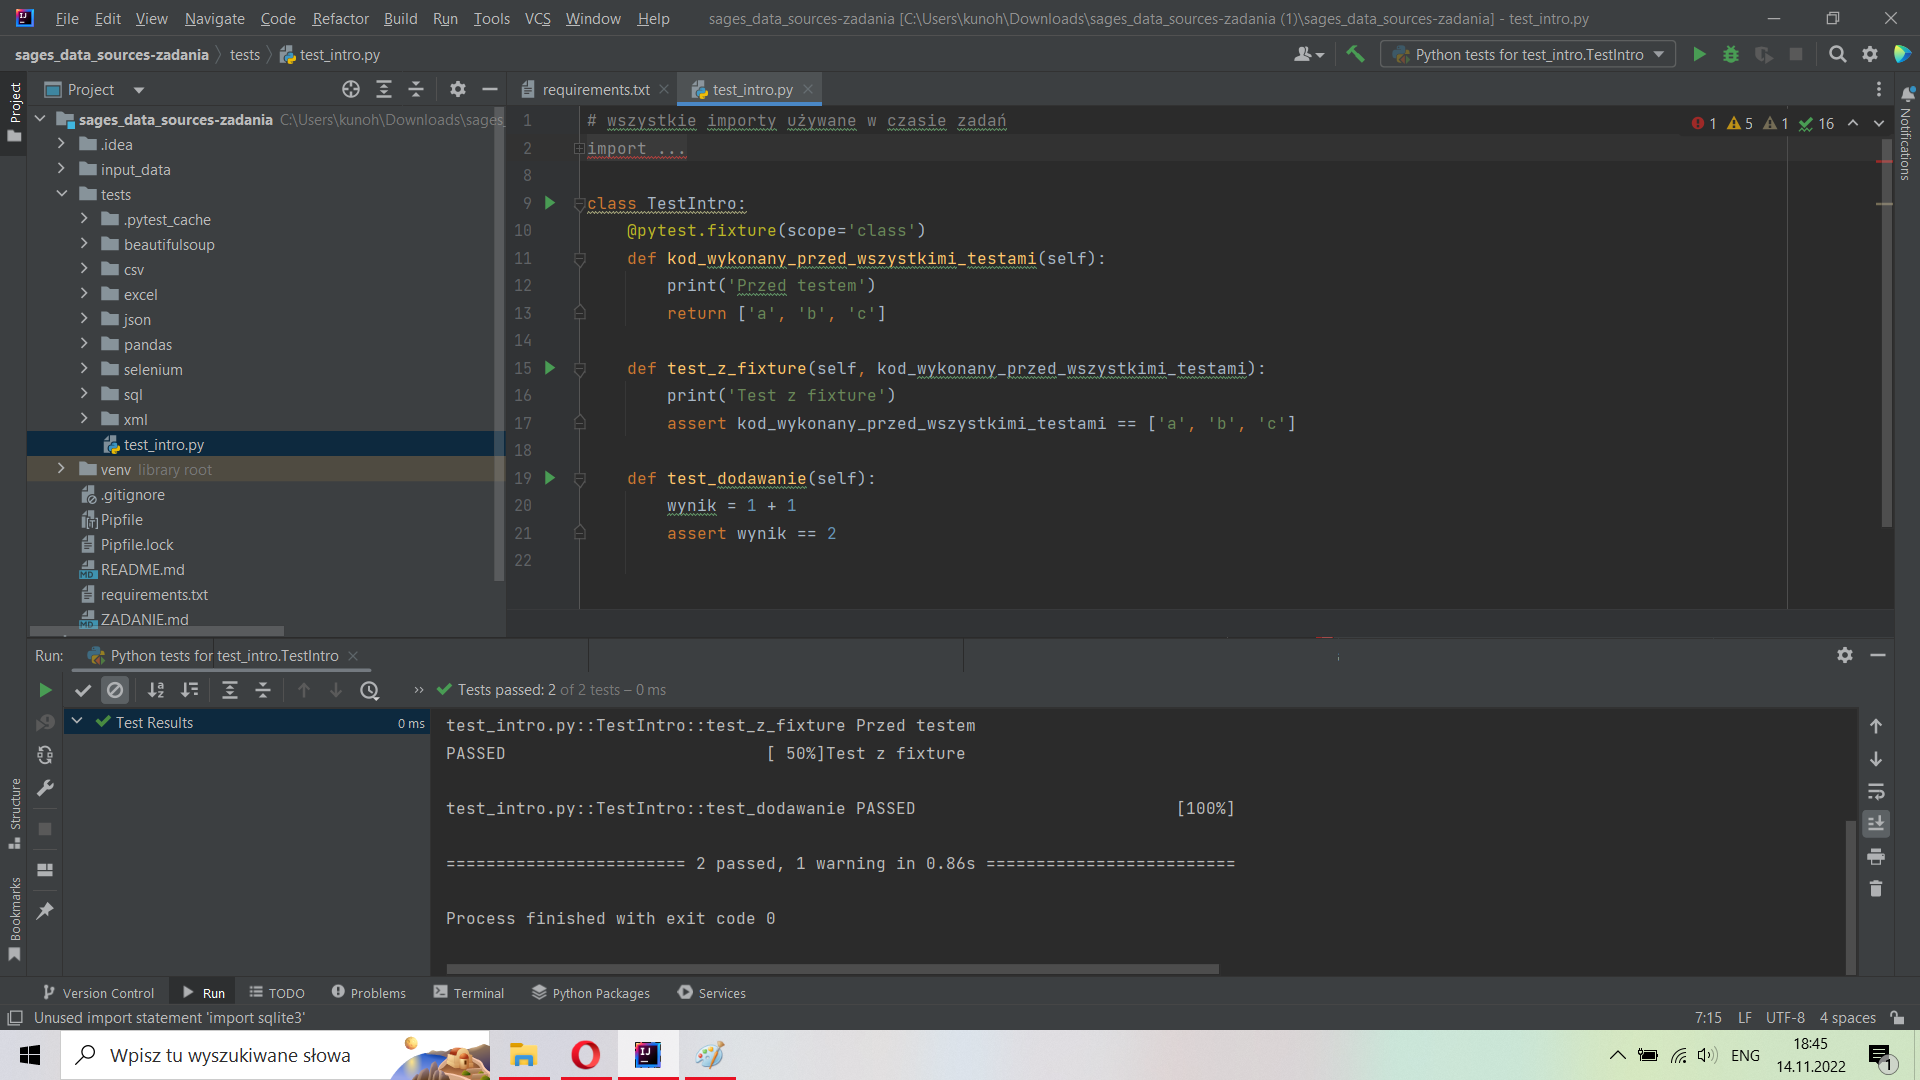 File Edit View Navigate Code Refactor Build Run Tools VCS Window Help sages_data_sources-zadania [C:\Users\kunoh\Downloads\sages_data_sources-zadania (1)\sages_data_sources-zadania] - test_intro.py
sages_data_sources-zadania tests test_intro.py Python tests for test_intro.TestIntro
Project requirements.txt test_intro.py
Project
Notifications
Structure
Bookmarks
sages_data_sources-zadania C:\Users\kunoh\Downloads\sages_
.idea
input_data
tests
.pytest_cache
beautifulsoup
csv
excel
json
pandas
selenium
sql
xml
test_intro.py
venv library root
.gitignore
Pipfile
Pipfile.lock
README.md
requirements.txt
ZADANIE.md
1 5 1 16
1 # wszystkie importy używane w czasie zadań
2 import ...
8
9 class TestIntro:
10 @pytest.fixture(scope='class')
11 def kod_wykonany_przed_wszystkimi_testami(self):
12 print('Przed testem')
13 return ['a', 'b', 'c']
14
15 def test_z_fixture(self, kod_wykonany_przed_wszystkimi_testami):
16 print('Test z fixture')
17 assert kod_wykonany_przed_wszystkimi_testami == ['a', 'b', 'c']
18
19 def test_dodawanie(self):
20 wynik = 1 + 1
21 assert wynik == 2
22
Run: Python tests for test_intro.TestIntro
Tests passed: 2 of 2 tests – 0 ms
Test Results 0 ms
test_intro.py::TestIntro::test_z_fixture Przed testem
PASSED [ 50%]Test z fixture
test_intro.py::TestIntro::test_dodawanie PASSED [100%]
======================== 2 passed, 1 warning in 0.86s =========================
Process finished with exit code 0
Version Control Run TODO Problems Terminal Python Packages Services
Unused import statement 'import sqlite3' 7:15 LF UTF-8 4 spaces
Wpisz tu wyszukiwane słowa
ENG
18:45
14.11.2022
1